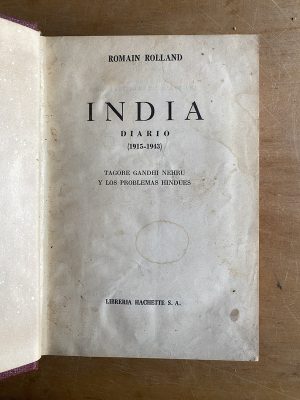 ROMAIN ROLLAND
INDIA
DIARIO
(1915-1943)
TAGORE GANDHI NEHRU
Y LOS PROBLEMAS HINDUES
LIBRERIA HACHETTE S. A.